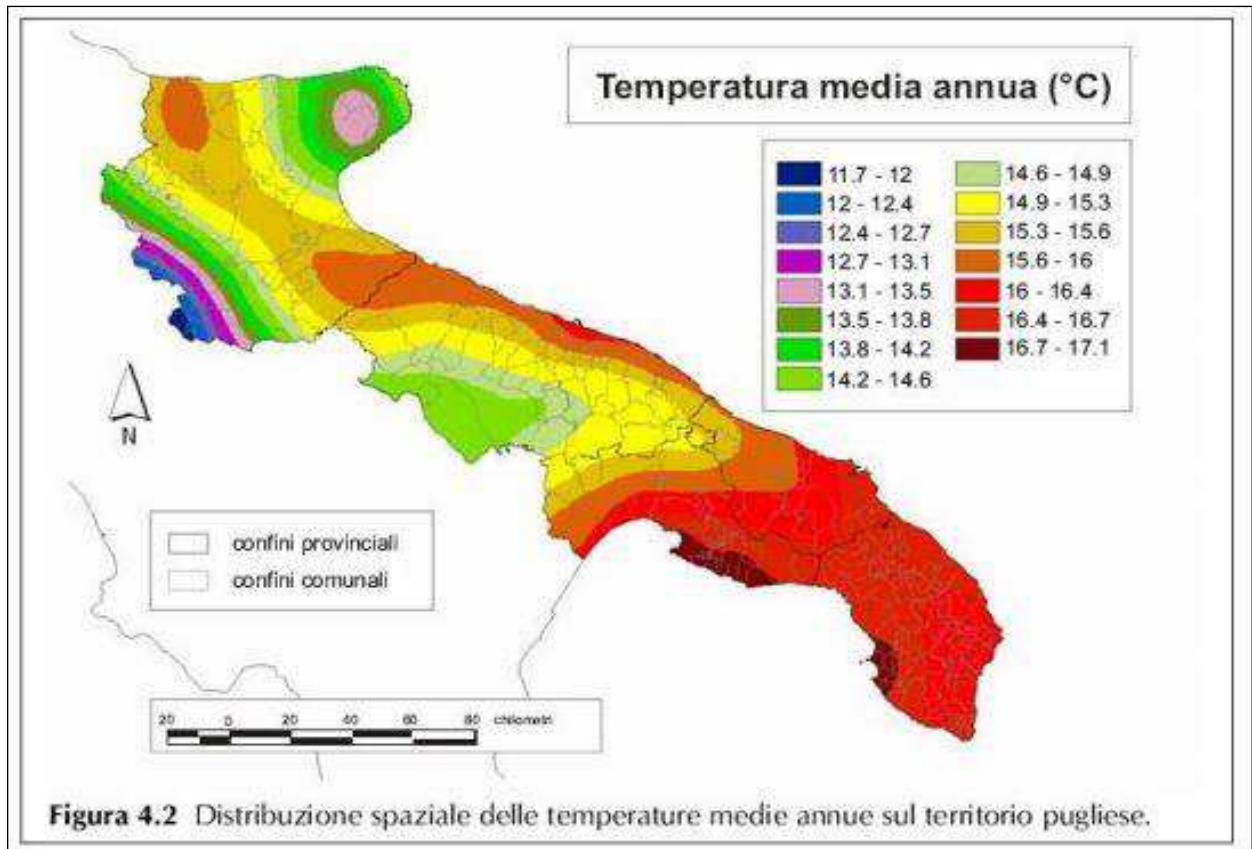 Temperatura media annua (°C)
11.7 - 12
12 - 12.4
12.4 - 12.7
12.7 - 13.1
13.1 - 13.5
13.5 - 13.8
13.8 - 14.2
14.2 - 14.6
14.6 - 14.9
14.9 - 15.3
15.3 - 15.6
15.6 - 16
16 - 16.4
16.4 - 16.7
16.7 - 17.1
N
confini provinciali
confini comunali
20 0 20 40 60 80 chilometri
Figura 4.2 Distribuzione spaziale delle temperature medie annue sul territorio pugliese.